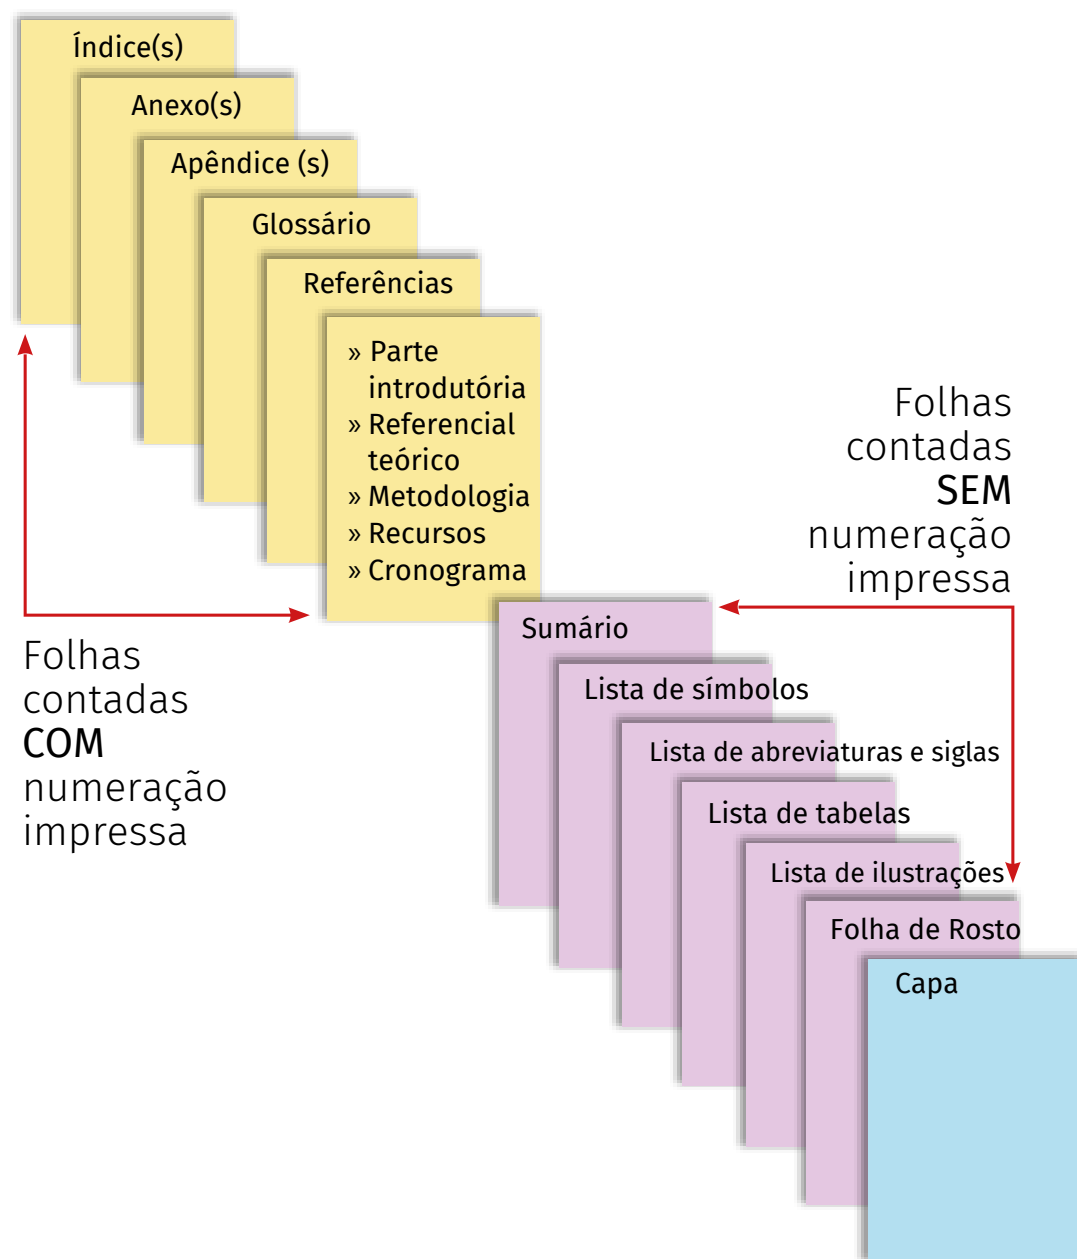 Índice(s)
Anexo(s)
Apêndice (s)
Glossário
Referências
» Parte
introdutória
» Referencial
teórico
» Metodologia
» Recursos
» Cronograma
Folhas
contadas
SEM
numeração
impressa
Folhas
contadas
COM
numeração
impressa
Sumário
Lista de símbolos
Lista de abreviaturas e siglas
Lista de tabelas
Lista de ilustrações
Folha de Rosto
Capa